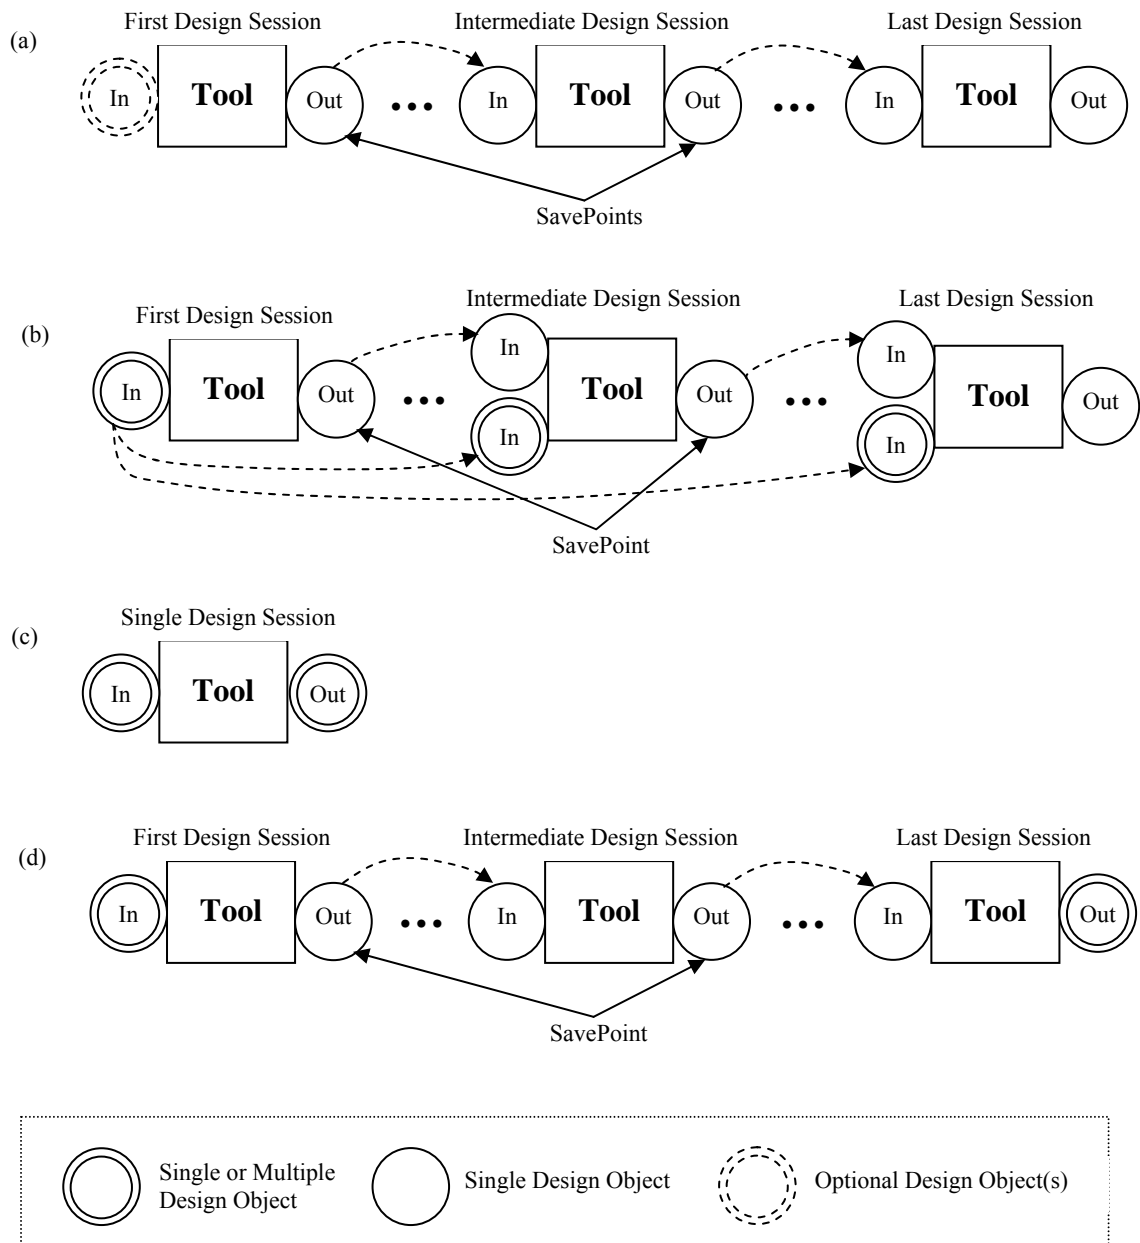 First Design Session Intermediate Design Session Last Design Session
(a)
In Tool Out ... In Tool Out ... In Tool Out
SavePoints
Intermediate Design Session Last Design Session
First Design Session
(b)
In In
In Tool Out ... Tool Out ... Tool Out
In In
SavePoint
Single Design Session
(c)
In Tool Out
First Design Session Intermediate Design Session Last Design Session
(d)
In Tool Out ... In Tool Out ... In Tool Out
SavePoint
Single or Multiple Single Design Object Optional Design Object(s)
Design Object